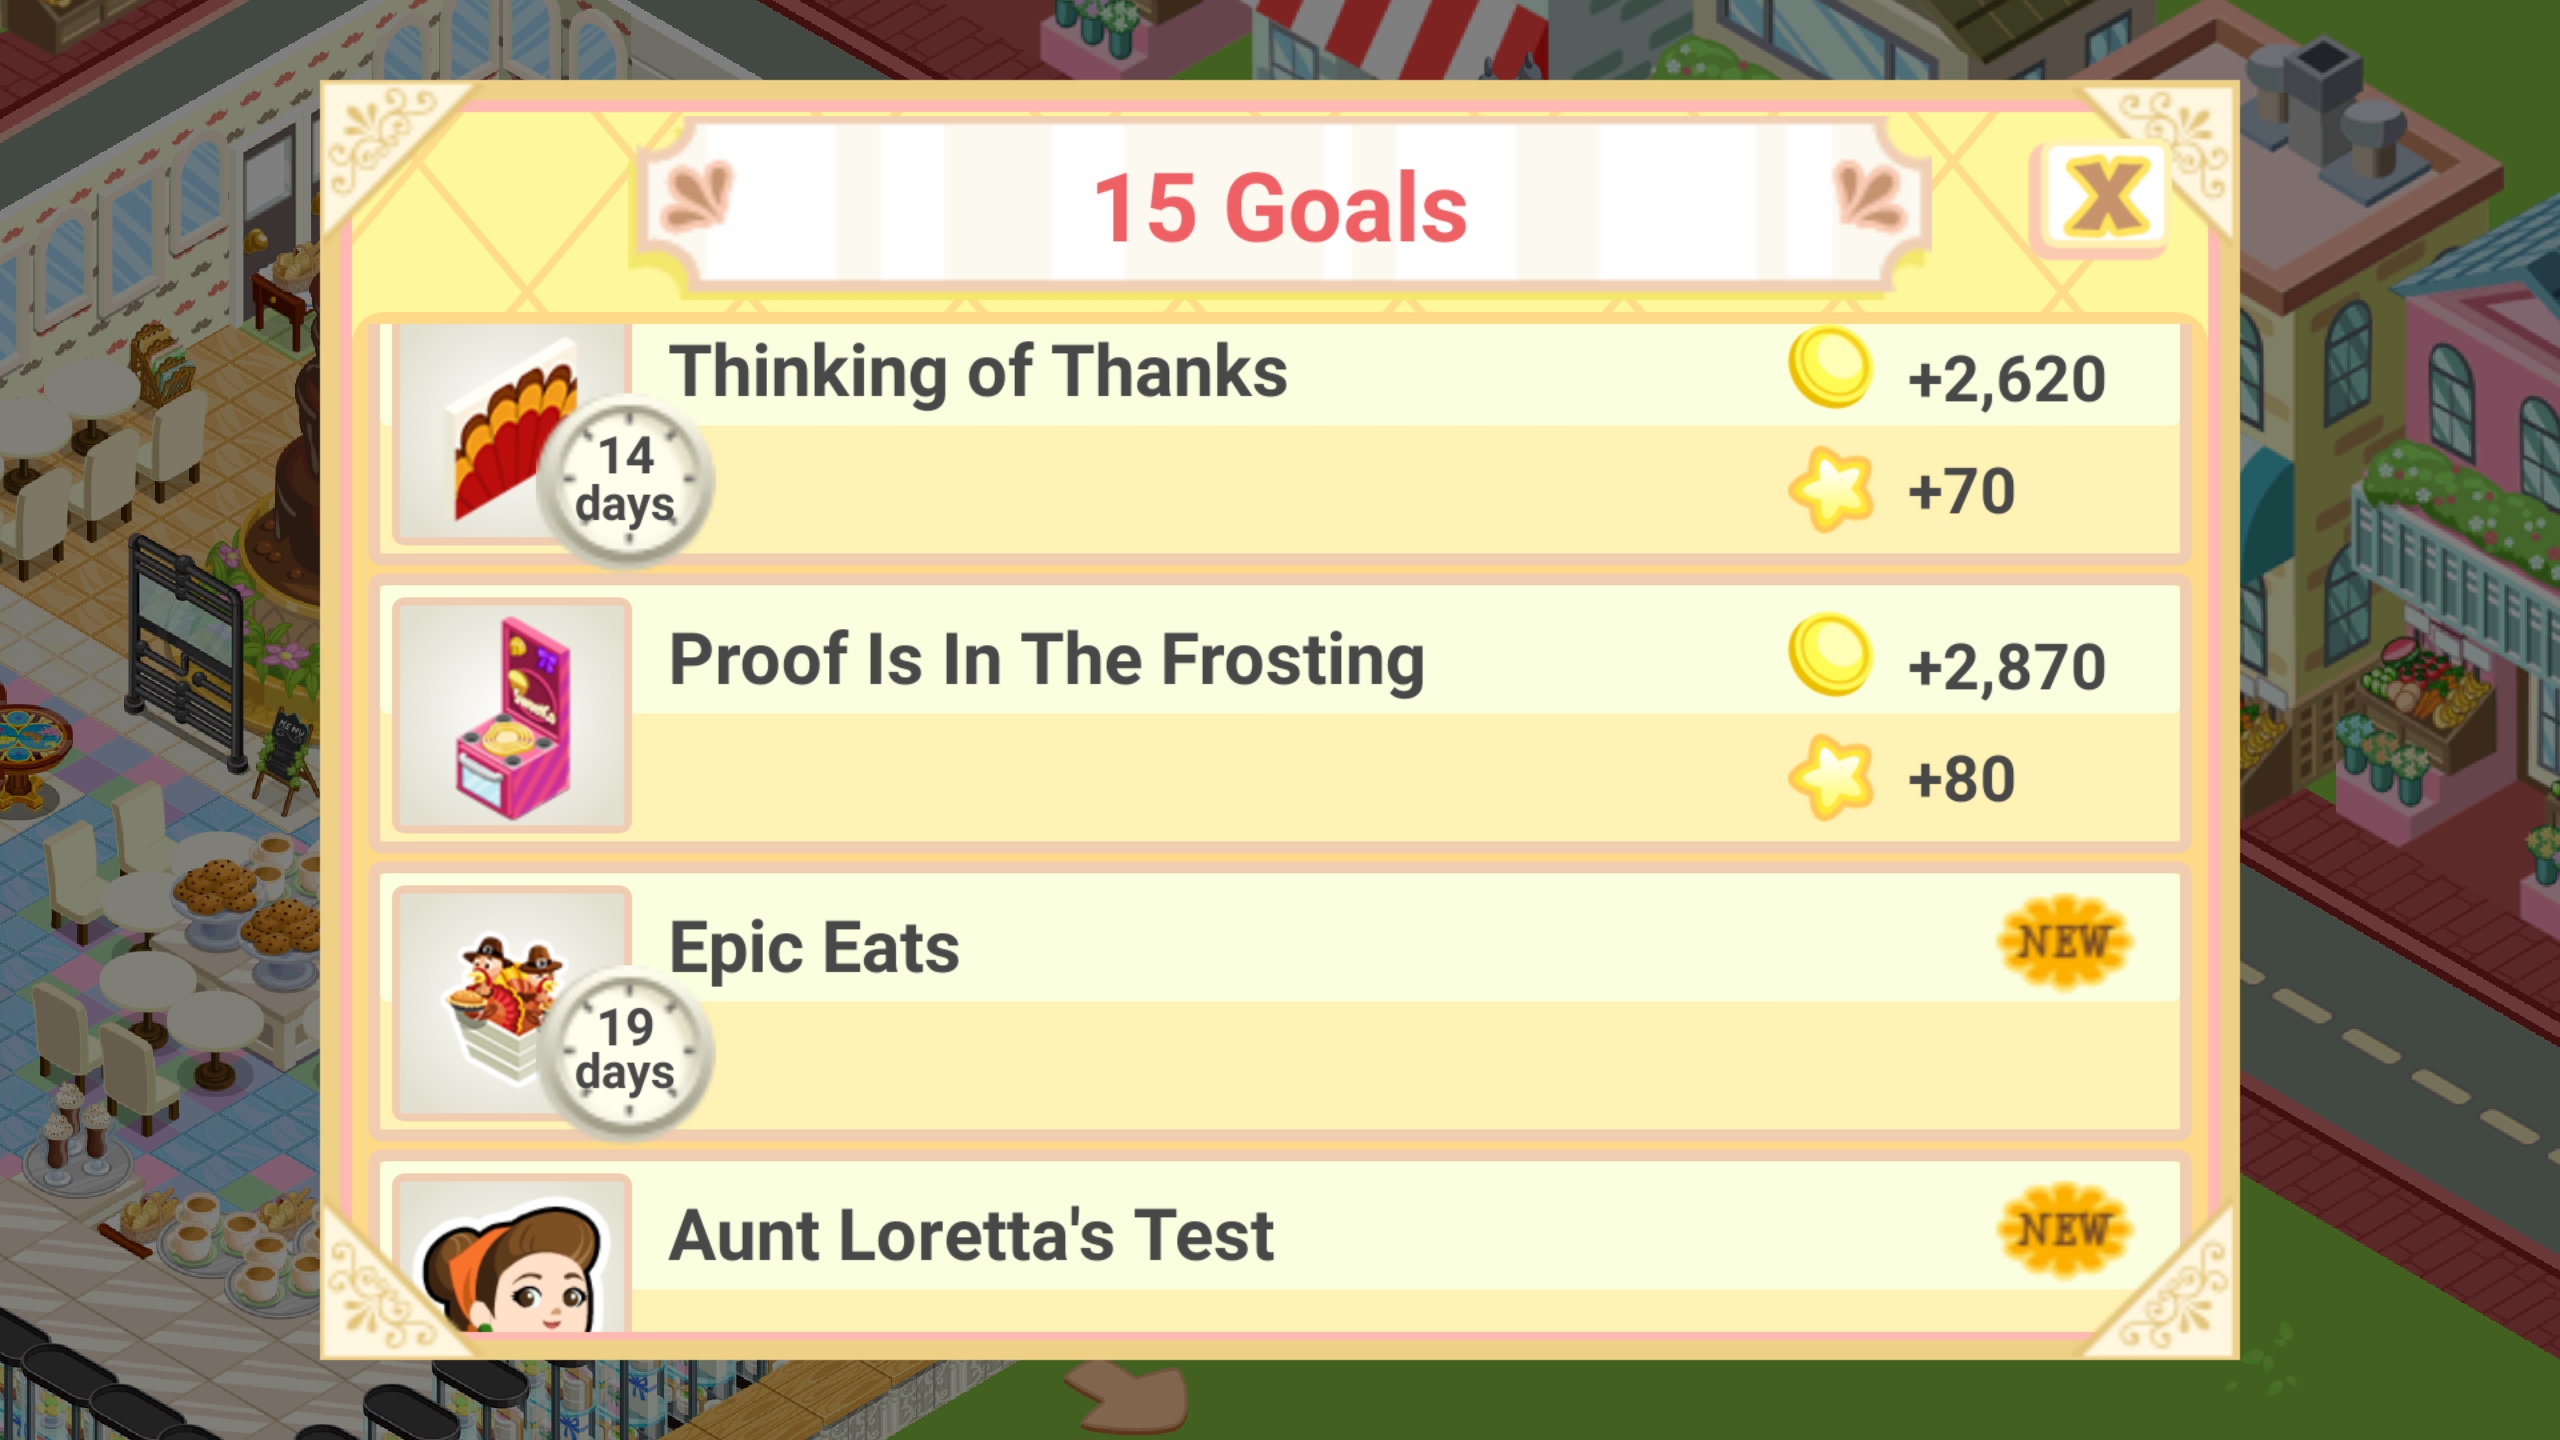 15 Goals
X
Thinking of Thanks
+2,620
14
days
+70
Proof Is In The Frosting
+2,870
+80
Epic Eats
NEW
19
days
Aunt Loretta's Test
NEW
MENU